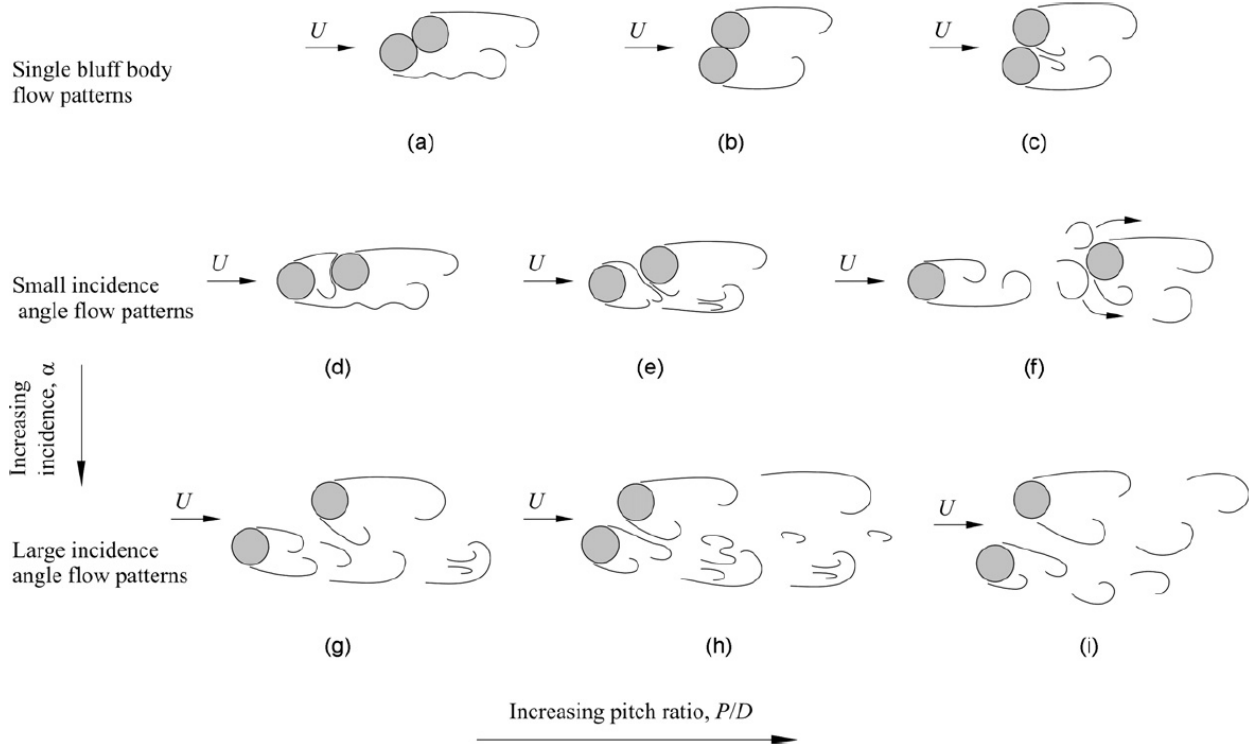 U
U
U
Single bluff body
flow patterns
(a)
(b)
(c)
U
U
U
Small incidence
angle flow patterns
(d)
(e)
(f)
Increasing
incidence, α
U
U
U
Large incidence
angle flow patterns
(g)
(h)
(i)
Increasing pitch ratio, P/D